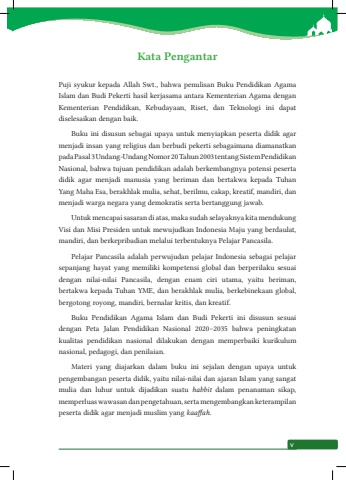 Kata Pengantar
Puji syukur kepada Allah Swt., bahwa penulisan Buku Pendidikan Agama
Islam dan Budi Pekerti hasil kerjasama antara Kementerian Agama dengan
Kementerian Pendidikan, Kebudayaan, Riset, dan Teknologi ini dapat
diselesaikan dengan baik.
Buku ini disusun sebagai upaya untuk menyiapkan peserta didik agar
menjadi insan yang religius dan berbudi pekerti sebagaimana diamanatkan
pada Pasal 3 Undang-Undang Nomor 20 Tahun 2003 tentang Sistem Pendidikan
Nasional, bahwa tujuan pendidikan adalah berkembangnya potensi peserta
didik agar menjadi manusia yang beriman dan bertakwa kepada Tuhan
Yang Maha Esa, berakhlak mulia, sehat, berilmu, cakap, kreatif, mandiri, dan
menjadi warga negara yang demokratis serta bertanggung jawab.
Untuk mencapai sasaran di atas, maka sudah selayaknya kita mendukung
Visi dan Misi Presiden untuk mewujudkan Indonesia Maju yang berdaulat,
mandiri, dan berkepribadian melalui terbentuknya Pelajar Pancasila.
Pelajar Pancasila adalah perwujudan pelajar Indonesia sebagai pelajar
sepanjang hayat yang memiliki kompetensi global dan berperilaku sesuai
dengan nilai-nilai Pancasila, dengan enam ciri utama, yaitu beriman,
bertakwa kepada Tuhan YME, dan berakhlak mulia, berkebinekaan global,
bergotong royong, mandiri, bernalar kritis, dan kreatif.
Buku Pendidikan Agama Islam dan Budi Pekerti ini disusun sesuai
dengan Peta Jalan Pendidikan Nasional 2020–2035 bahwa peningkatan
kualitas pendidikan nasional dilakukan dengan memperbaiki kurikulum
nasional, pedagogi, dan penilaian.
Materi yang diajarkan dalam buku ini sejalan dengan upaya untuk
pengembangan peserta didik, yaitu nilai-nilai dan ajaran Islam yang sangat
mulia dan luhur untuk dijadikan suatu habbit dalam penanaman sikap,
memperluas wawasan dan pengetahuan, serta mengembangkan keterampilan
peserta didik agar menjadi muslim yang kaaffah.
v